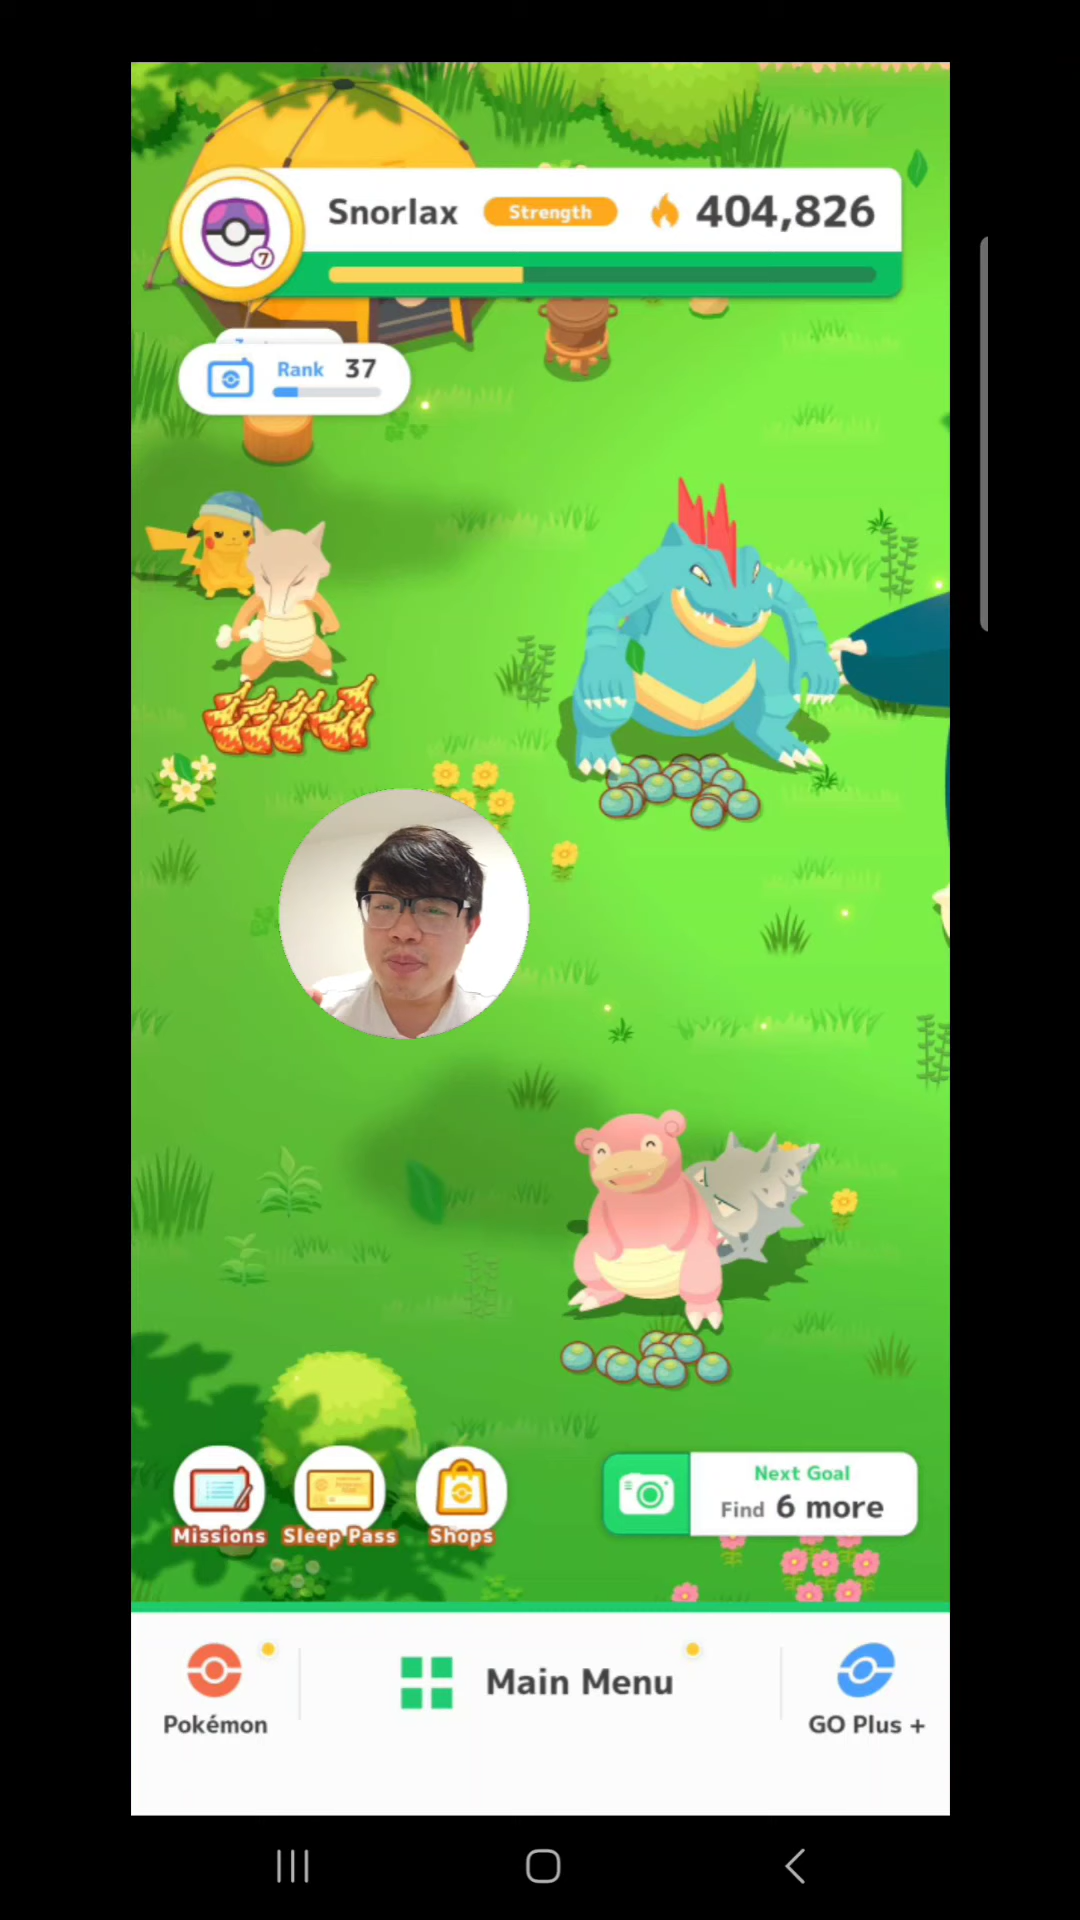 Snorlax Strength 404,826
7
Rank 37
Missions Sleep Pass Shops
Next Goal
Find 6 more
Pokémon
Main Menu
GO Plus +